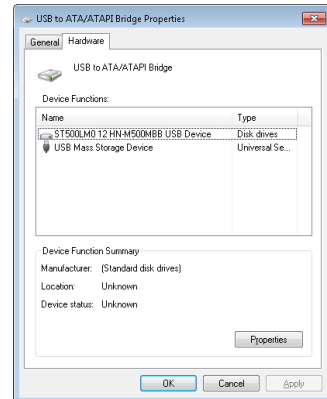 USB to ATA/ATAPI Bridge Properties
General Hardware
USB to ATA/ATAPI Bridge
Device Functions:
Name Type
ST500LM0 12 HN-M500MBB USB Device Disk drives
USB Mass Storage Device Universal Se...
Device Function Summary
Manufacturer: (Standard disk drives)
Location: Unknown
Device status: Unknown
Properties
OK Cancel Apply